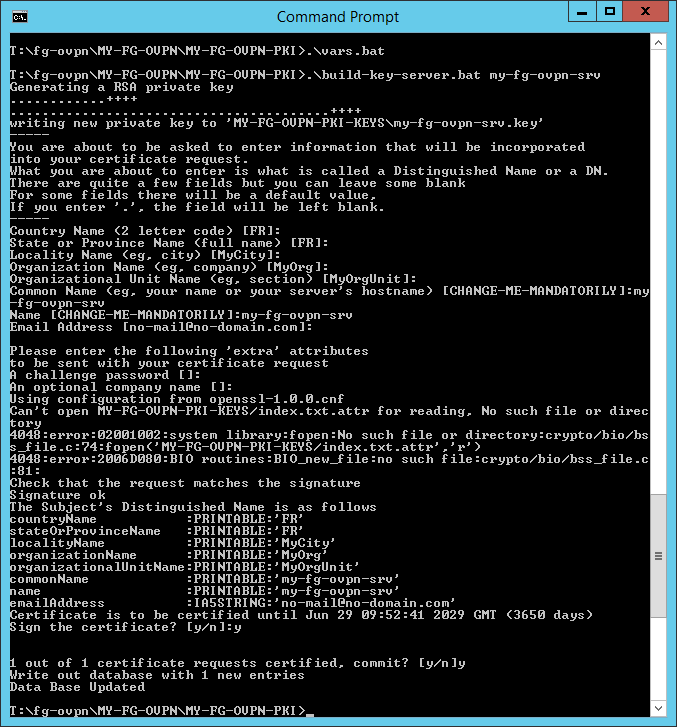 Command Prompt
T:\fg-ovpn\MY-FG-OVPN\MY-FG-OVPN-PKI>.\vars.bat
T:\fg-ovpn\MY-FG-OVPN\MY-FG-OVPN-PKI>.\build-key-server.bat my-fg-ovpn-srv
Generating a RSA private key
............++++
...................................++++
writing new private key to 'MY-FG-OVPN-PKI-KEYS\my-fg-ovpn-srv.key'
-----
You are about to be asked to enter information that will be incorporated
into your certificate request.
What you are about to enter is what is called a Distinguished Name or a DN.
There are quite a few fields but you can leave some blank
For some fields there will be a default value,
If you enter '.', the field will be left blank.
-----
Country Name (2 letter code) [FR]:
State or Province Name (full name) [FR]:
Locality Name (eg, city) [MyCity]:
Organization Name (eg, company) [MyOrg]:
Organizational Unit Name (eg, section) [MyOrgUnit]:
Common Name (eg, your name or your server's hostname) [CHANGE-ME-MANDATORILY]:my
-fg-ovpn-srv
Name [CHANGE-ME-MANDATORILY]:my-fg-ovpn-srv
Email Address [no-mail@no-domain.com]:
Please enter the following 'extra' attributes
to be sent with your certificate request
A challenge password []:
An optional company name []:
Using configuration from openssl-1.0.0.cnf
Can't open MY-FG-OVPN-PKI-KEYS/index.txt.attr for reading, No such file or direc
tory
4048:error:02001002:system library:fopen:No such file or directory:crypto/bio/bs
s_file.c:74:fopen('MY-FG-OVPN-PKI-KEYS/index.txt.attr','r')
4048:error:2006D080:BIO routines:BIO_new_file:no such file:crypto/bio/bss_file.c
:81:
Check that the request matches the signature
Signature ok
The Subject's Distinguished Name is as follows
countryName           :PRINTABLE:'FR'
stateOrProvinceName   :PRINTABLE:'FR'
localityName          :PRINTABLE:'MyCity'
organizationName      :PRINTABLE:'MyOrg'
organizationalUnitName:PRINTABLE:'MyOrgUnit'
commonName            :PRINTABLE:'my-fg-ovpn-srv'
name                  :PRINTABLE:'my-fg-ovpn-srv'
emailAddress          :IA5STRING:'no-mail@no-domain.com'
Certificate is to be certified until Jun 29 09:52:41 2029 GMT (3650 days)
Sign the certificate? [y/n]:y
1 out of 1 certificate requests certified, commit? [y/n]y
Write out database with 1 new entries
Data Base Updated
T:\fg-ovpn\MY-FG-OVPN\MY-FG-OVPN-PKI>_